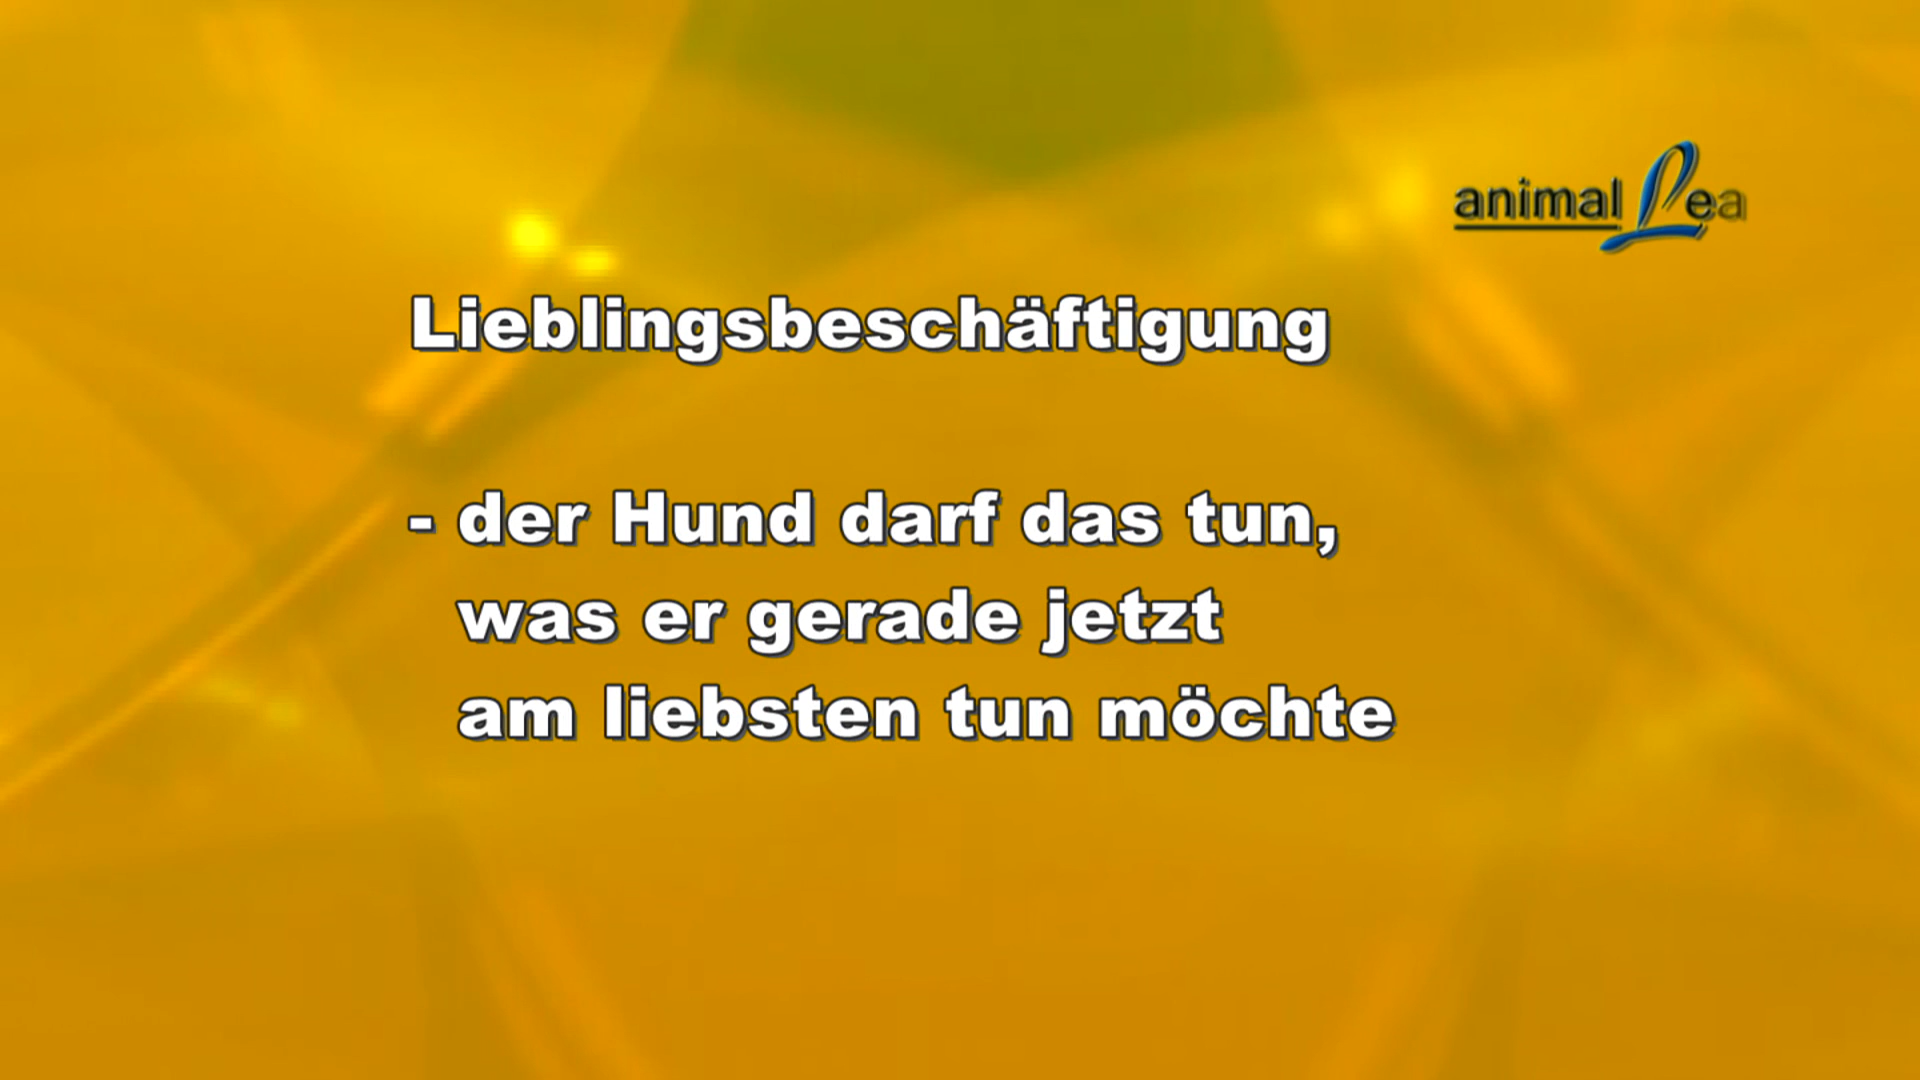 animal Lea
Lieblingsbeschäftigung
- der Hund darf das tun,
was er gerade jetzt
am liebsten tun möchte